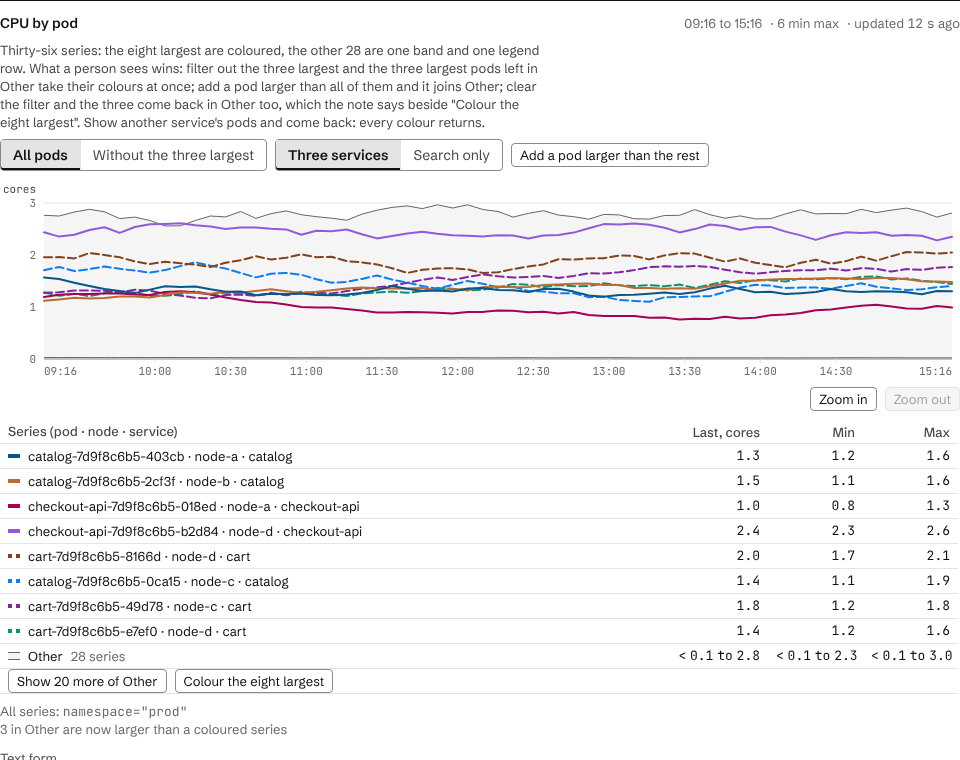 CPU by pod
09:16 to 15:16 · 6 min max · updated 12 s ago
Thirty-six series: the eight largest are coloured, the other 28 are one band and one legend
row. What a person sees wins: filter out the three largest and the three largest pods left in
Other take their colours at once; add a pod larger than all of them and it joins Other; clear
the filter and the three come back in Other too, which the note says beside "Colour the
eight largest". Show another service's pods and come back: every colour returns.
All pods
Without the three largest
Three services
Search only
Add a pod larger than the rest
cores
3
2
1
0
09:16 10:00 10:30 11:00 11:30 12:00 12:30 13:00 13:30 14:00 14:30 15:16
Zoom in
Zoom out
Series (pod · node · service) Last, cores Min Max
catalog-7d9f8c6b5-403cb · node-a · catalog 1.3 1.2 1.6
catalog-7d9f8c6b5-2cf3f · node-b · catalog 1.5 1.1 1.6
checkout-api-7d9f8c6b5-018ed · node-a · checkout-api 1.0 0.8 1.3
checkout-api-7d9f8c6b5-b2d84 · node-d · checkout-api 2.4 2.3 2.6
cart-7d9f8c6b5-8166d · node-d · cart 2.0 1.7 2.1
catalog-7d9f8c6b5-0ca15 · node-c · catalog 1.4 1.1 1.9
cart-7d9f8c6b5-49d78 · node-c · cart 1.8 1.2 1.8
cart-7d9f8c6b5-e7ef0 · node-d · cart 1.4 1.2 1.6
Other 28 series < 0.1 to 2.8 < 0.1 to 2.3 < 0.1 to 3.0
Show 20 more of Other
Colour the eight largest
All series: namespace="prod"
3 in Other are now larger than a coloured series
Text form